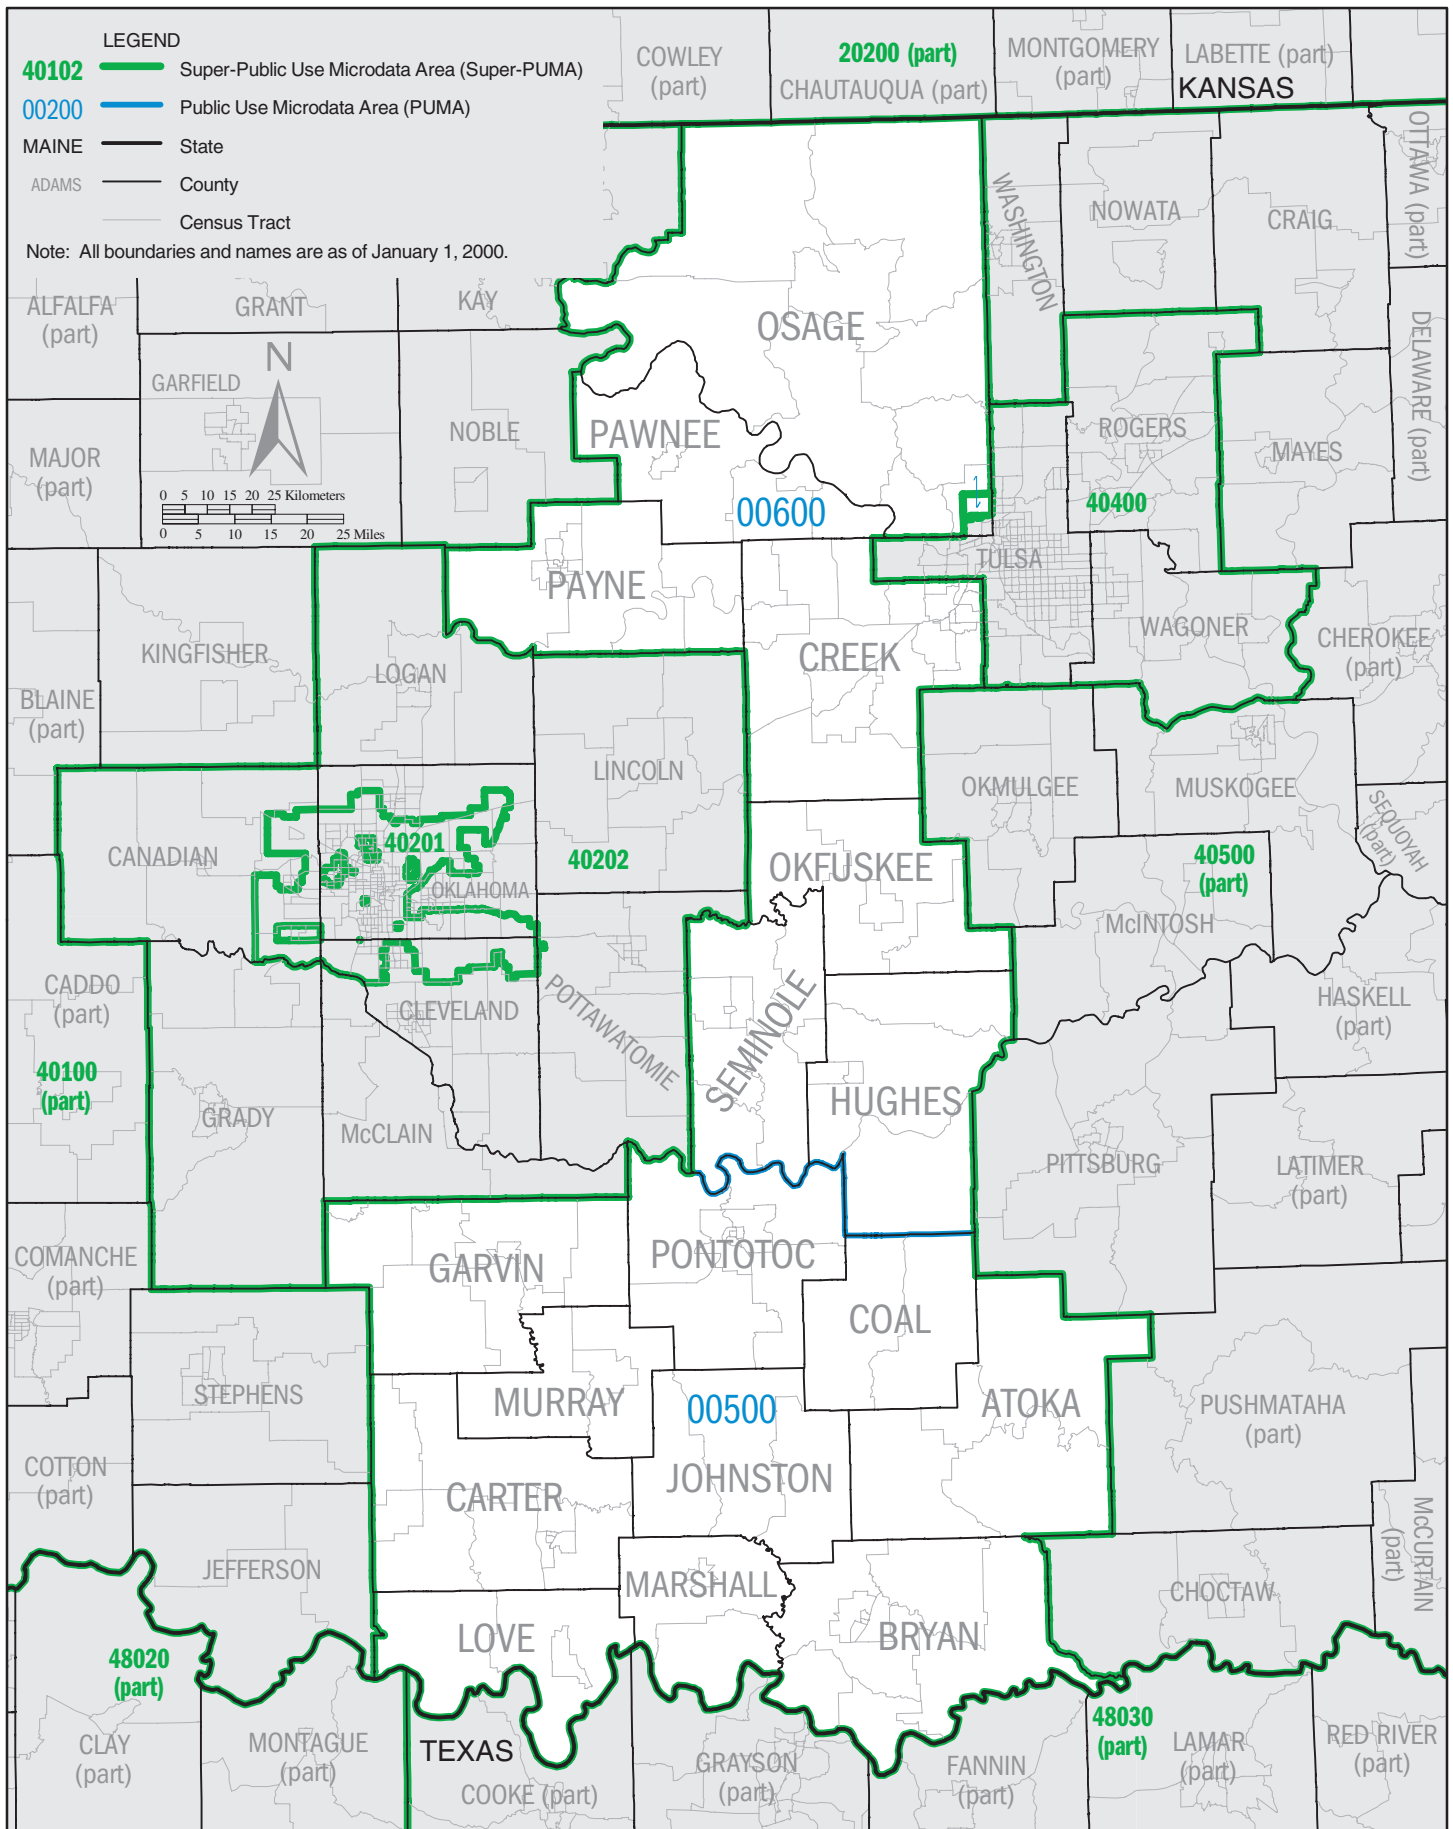 LEGEND
40102 Super-Public Use Microdata Area (Super-PUMA)
00200 Public Use Microdata Area (PUMA)
MAINE State
ADAMS County
Census Tract
Note: All boundaries and names are as of January 1, 2000.
COWLEY
(part)
20200 (part)
CHAUTAUQUA (part)
MONTGOMERY
(part)
LABETTE (part)
KANSAS
OTTAWA (part)
WASHINGTON
NOWATA
CRAIG
ALFALFA
(part)
GRANT
KAY
OSAGE
DELAWARE (part)
N
GARFIELD
NOBLE
PAWNEE
ROGERS
MAYES
MAJOR
(part)
0 5 10 15 20 25 Kilometers
0 5 10 15 20 25 Miles
00600
40400
TULSA
PAYNE
KINGFISHER
LOGAN
CREEK
WAGONER
CHEROKEE
(part)
BLAINE
(part)
LINCOLN
OKMULGEE
MUSKOGEE
SEQUOYAH
(part)
CANADIAN
40201
40202
OKLAHOMA
OKFUSKEE
40500
(part)
McINTOSH
CADDO
(part)
CLEVELAND
POTTAWATOMIE
SEMINOLE
HASKELL
(part)
40100
(part)
GRADY
McCLAIN
HUGHES
PITTSBURG
LATIMER
(part)
COMANCHE
(part)
GARVIN
PONTOTOC
COAL
STEPHENS
MURRAY
00500
ATOKA
PUSHMATAHA
(part)
COTTON
(part)
CARTER
JOHNSTON
McCURTAIN
(part)
JEFFERSON
MARSHALL
CHOCTAW
LOVE
BRYAN
48020
(part)
48030
(part)
CLAY
(part)
MONTAGUE
(part)
TEXAS
COOKE (part)
GRAYSON
(part)
FANNIN
(part)
LAMAR
(part)
RED RIVER
(part)